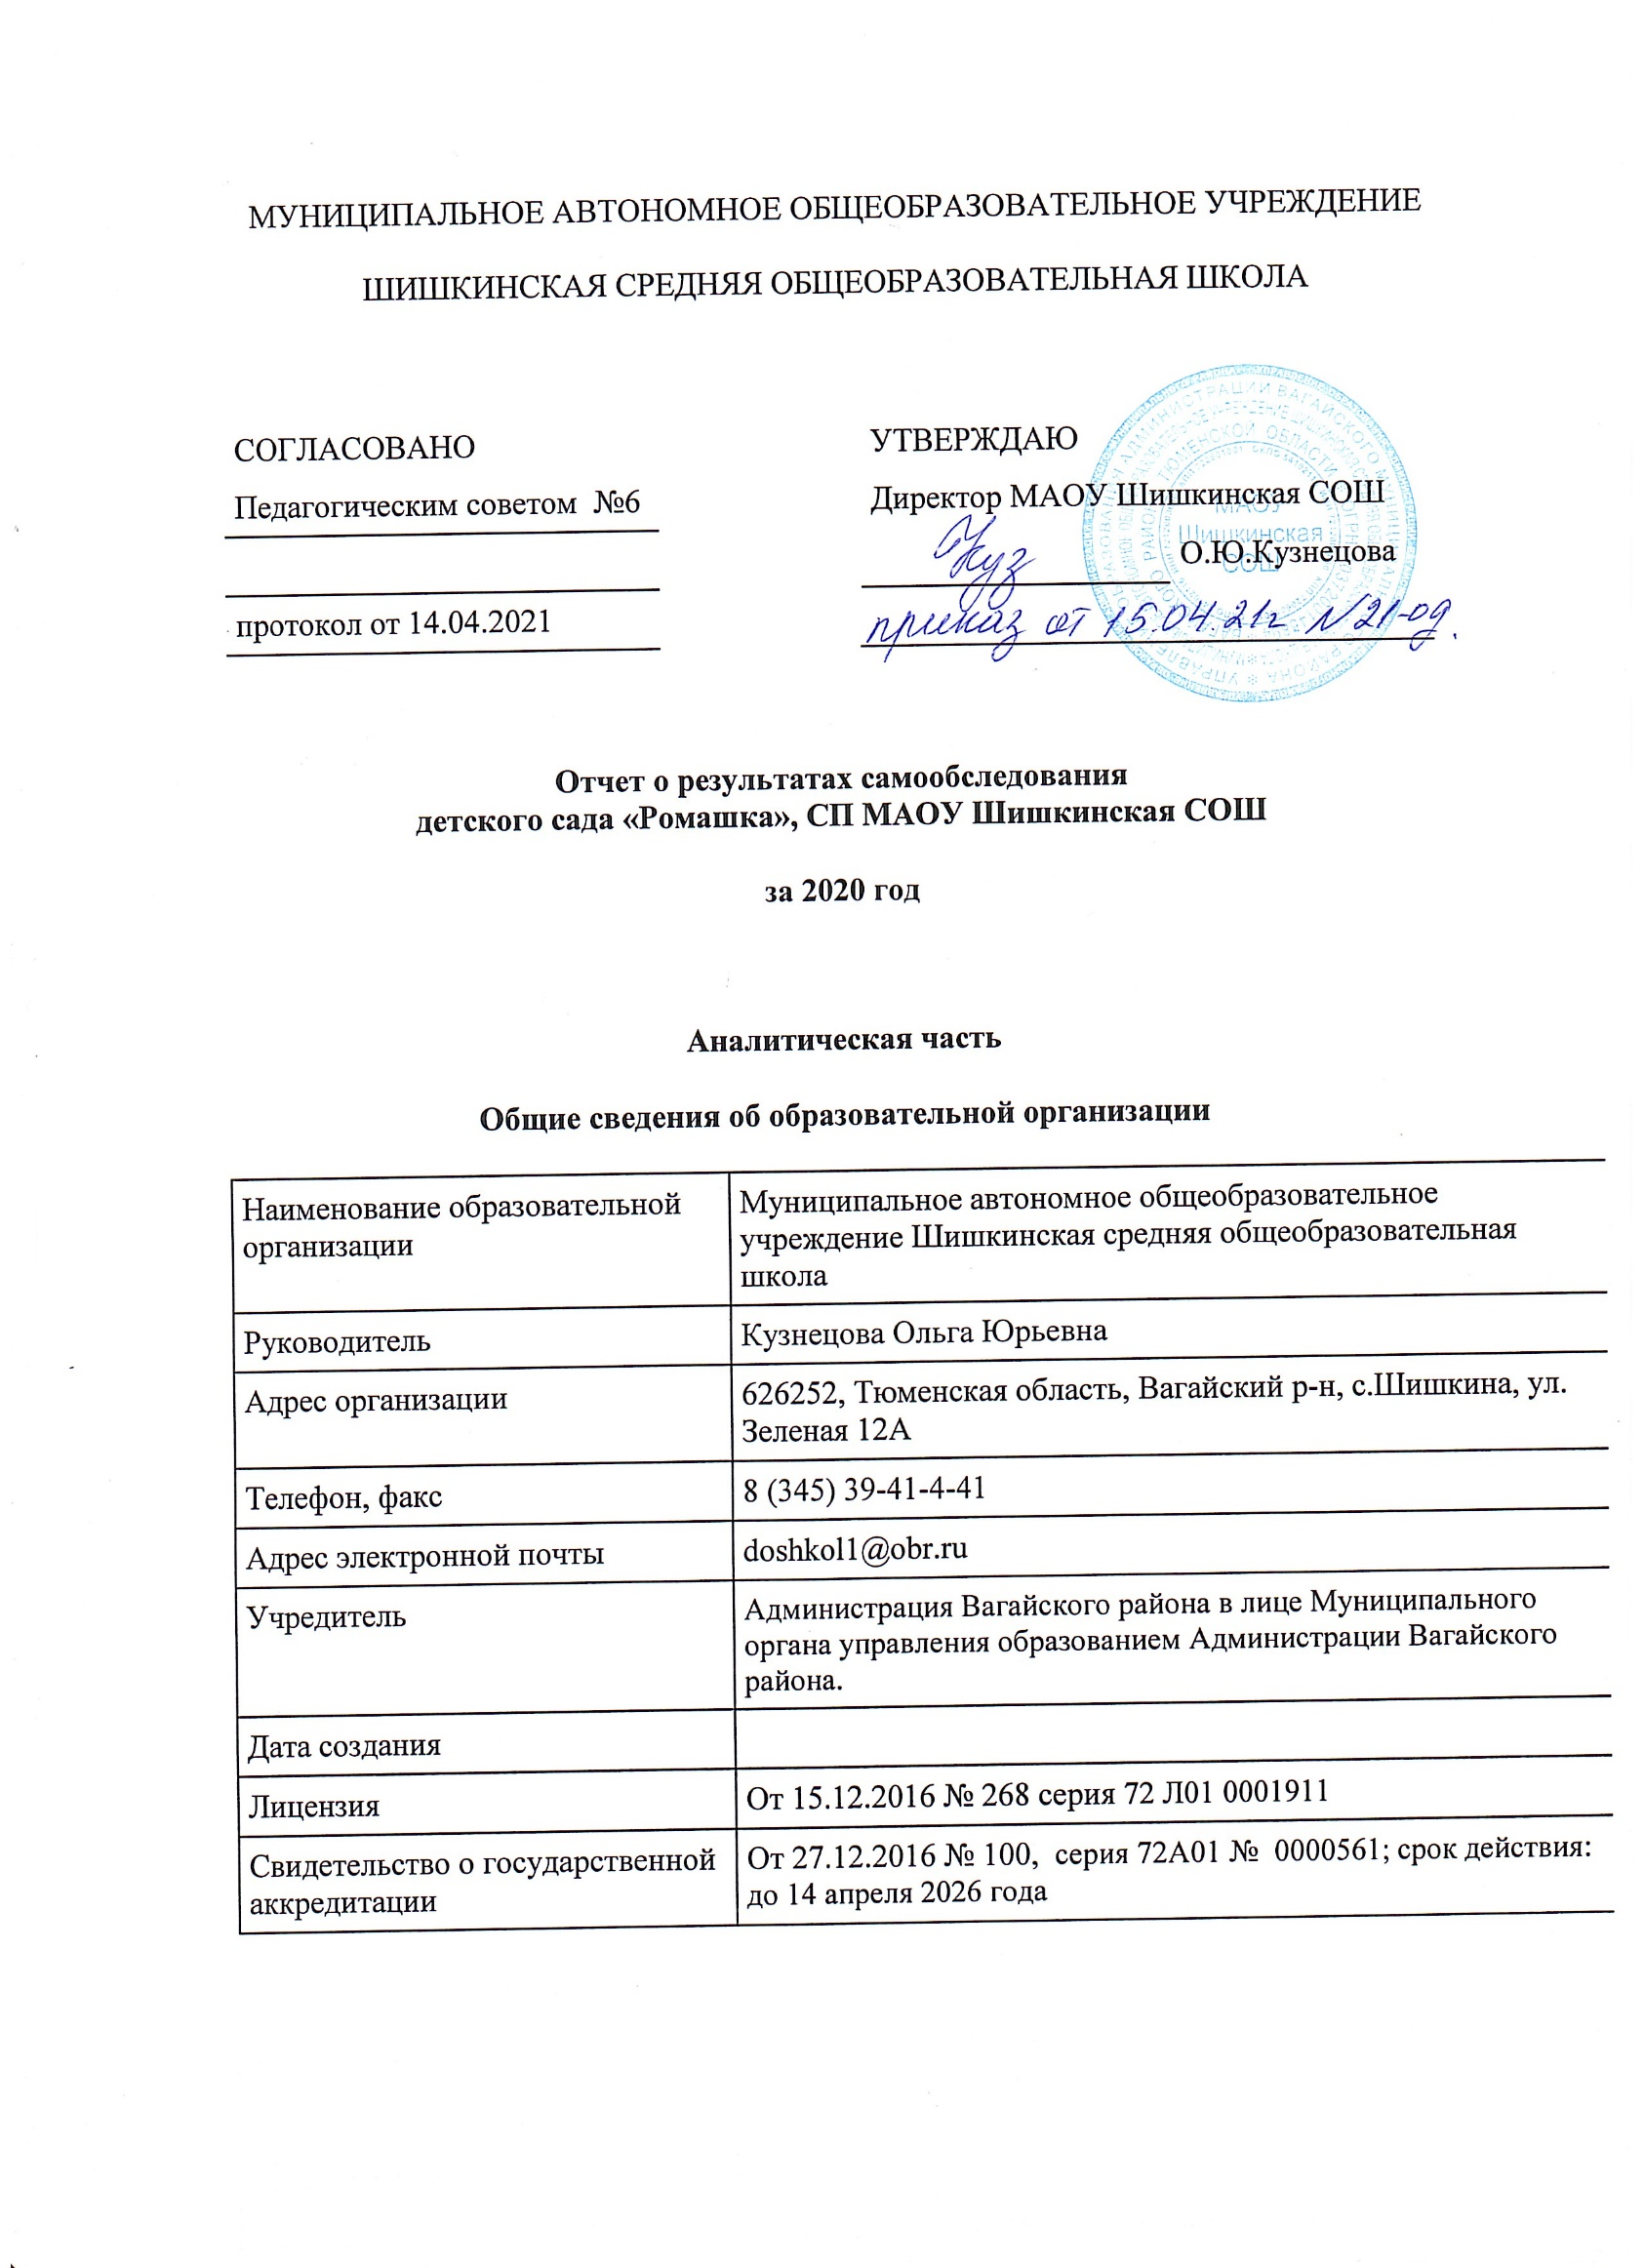 МУНИЦИПАЛЬНОЕ АВТОНОМНОЕ ОБЩЕОБРАЗОВАТЕЛЬНОЕ УЧРЕЖДЕНИЕ
ШИШКИНСКАЯ СРЕДНЯЯ ОБЩЕОБРАЗОВАТЕЛЬНАЯ ШКОЛА
СОГЛАСОВАНО
Педагогическим советом №6
протокол от 14.04.2021
УТВЕРЖДАЮ
Директор МАОУ Шишкинская СОШ
Куз О.Ю.Кузнецова
приказ от 15.04.21г N21-од.
МАОУ
Шишкинская
СОШ
Отчет о результатах самообследования
детского сада «Ромашка», СП МАОУ Шишкинская СОШ
за 2020 год
Аналитическая часть
Общие сведения об образовательной организации
Наименование образовательной
организации
Муниципальное автономное общеобразовательное
учреждение Шишкинская средняя общеобразовательная
школа
Руководитель
Кузнецова Ольга Юрьевна
Адрес организации
626252, Тюменская область, Вагайский р-н, с.Шишкина, ул.
Зеленая 12А
Телефон, факс
8 (345) 39-41-4-41
Адрес электронной почты
doshkol1@obr.ru
Учредитель
Администрация Вагайского района в лице Муниципального
органа управления образованием Администрации Вагайского
района.
Дата создания
Лицензия
От 15.12.2016 № 268 серия 72 Л01 0001911
Свидетельство о государственной
аккредитации
От 27.12.2016 № 100, серия 72А01 № 0000561; срок действия:
до 14 апреля 2026 года